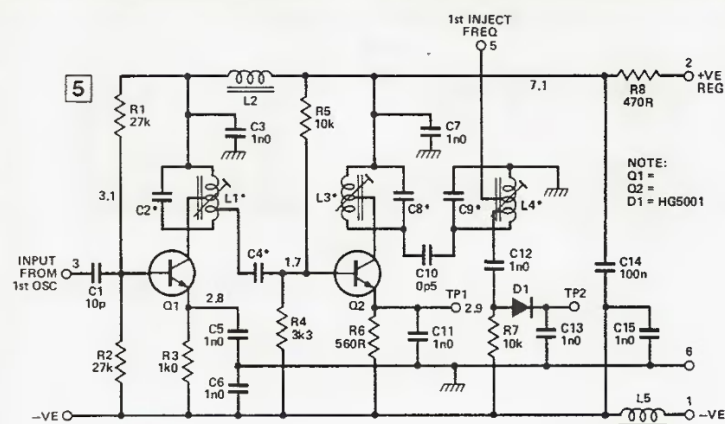 1st INJECT
FREQ
5
5
L2
7.1
2
+VE
REG
R8
470R
R1
27k
C3
1n0
R5
10k
C7
1n0
NOTE:
Q1 =
Q2 =
D1 = HG5001
3.1
C2*
L1*
L3*
C8*
C9*
L4*
INPUT
FROM
1st OSC
3
C1
10p
C4*
1.7
C10
0p5
C12
1n0
C14
100n
Q1
2.8
Q2
TP1
2.9
D1
TP2
R2
27k
R3
1k0
C5
1n0
C6
1n0
R4
3k3
R6
560R
C11
1n0
R7
10k
C13
1n0
C15
1n0
6
–VE
L5
1
–VE